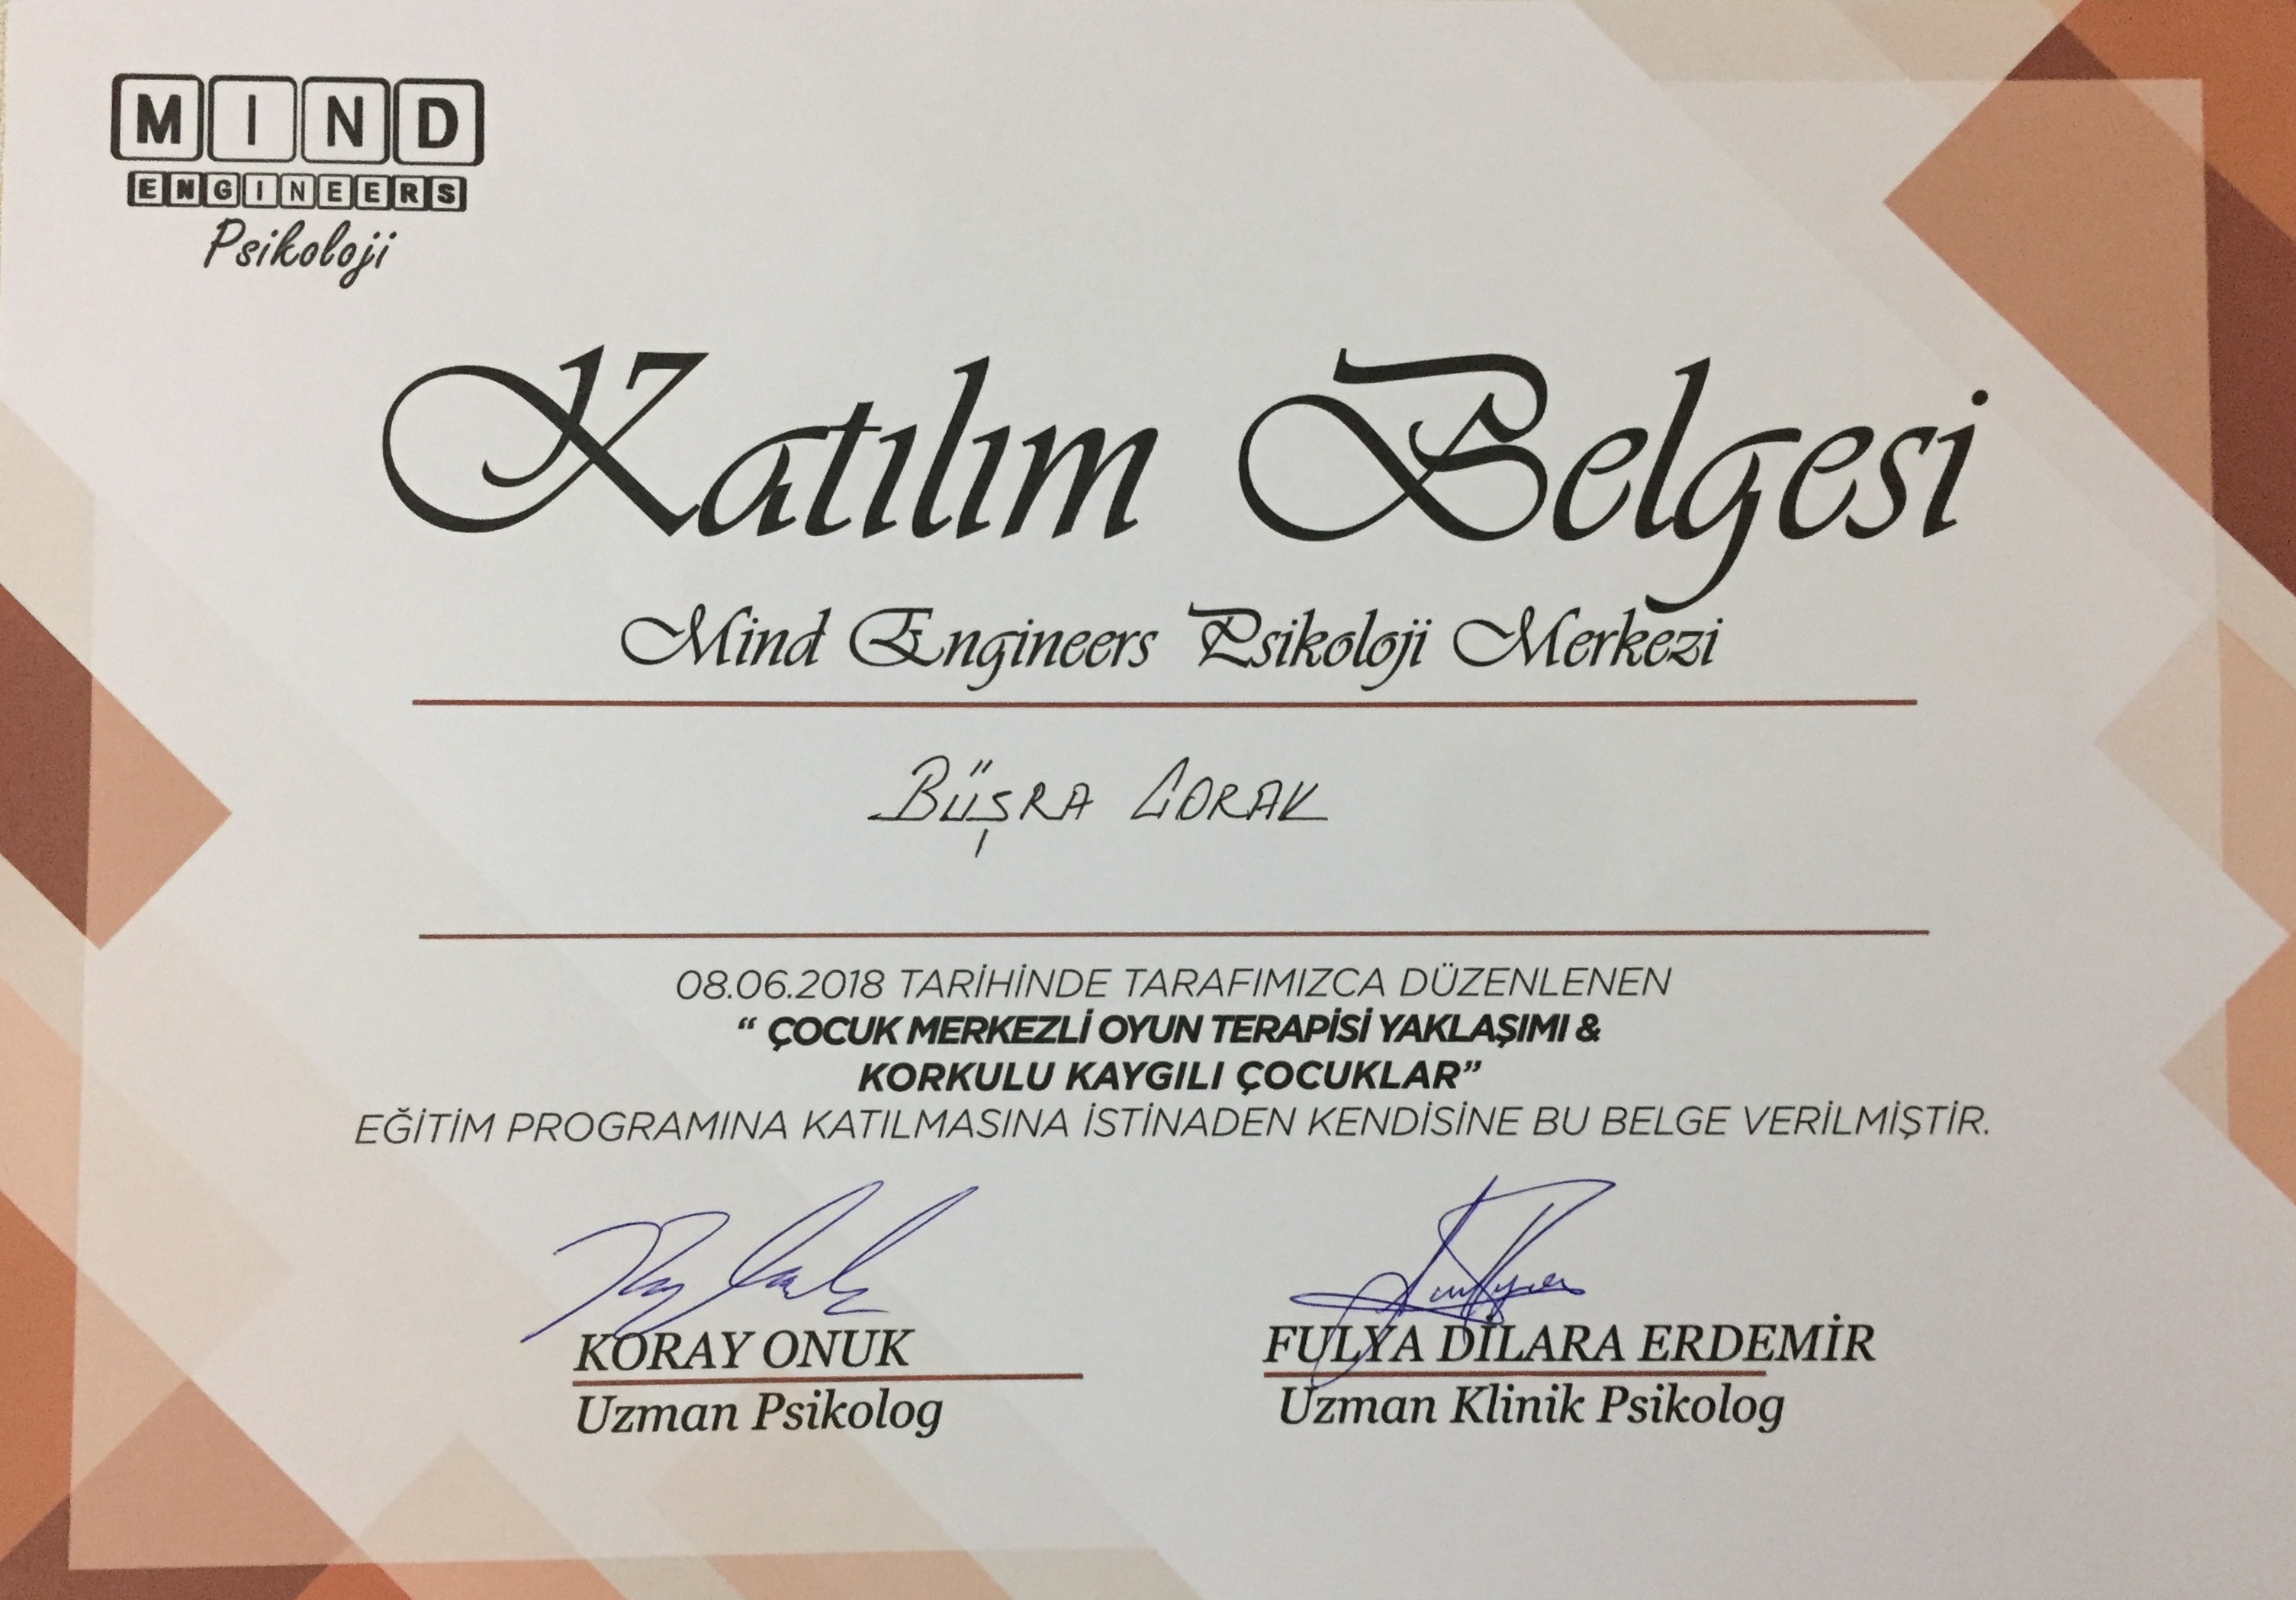 MIND
ENGINEERS
Psikoloji
Katılım Belgesi
Mind Engineers Psikoloji Merkezi
BÜŞRA ÇORAK
08.06.2018 TARİHİNDE TARAFIMIZCA DÜZENLENEN
“ ÇOCUK MERKEZLİ OYUN TERAPİSİ YAKLAŞIMI &
KORKULU KAYGILI ÇOCUKLAR”
EĞİTİM PROGRAMINA KATILMASINA İSTİNADEN KENDİSİNE BU BELGE VERİLMİŞTİR.
KORAY ONUK
Uzman Psikolog
FULYA DİLARA ERDEMİR
Uzman Klinik Psikolog